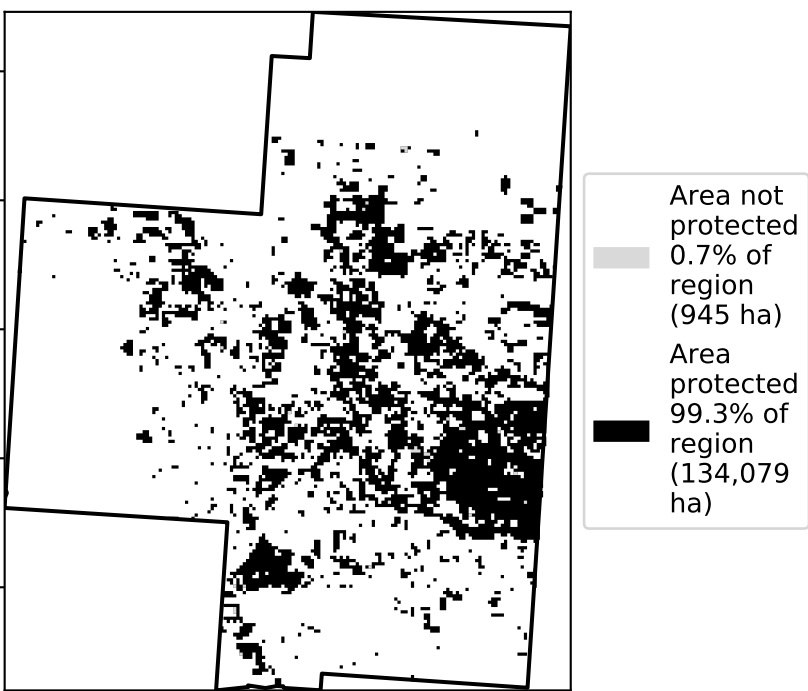 Area not
protected
0.7% of
region
(945 ha)
Area
protected
99.3% of
region
(134,079
ha)